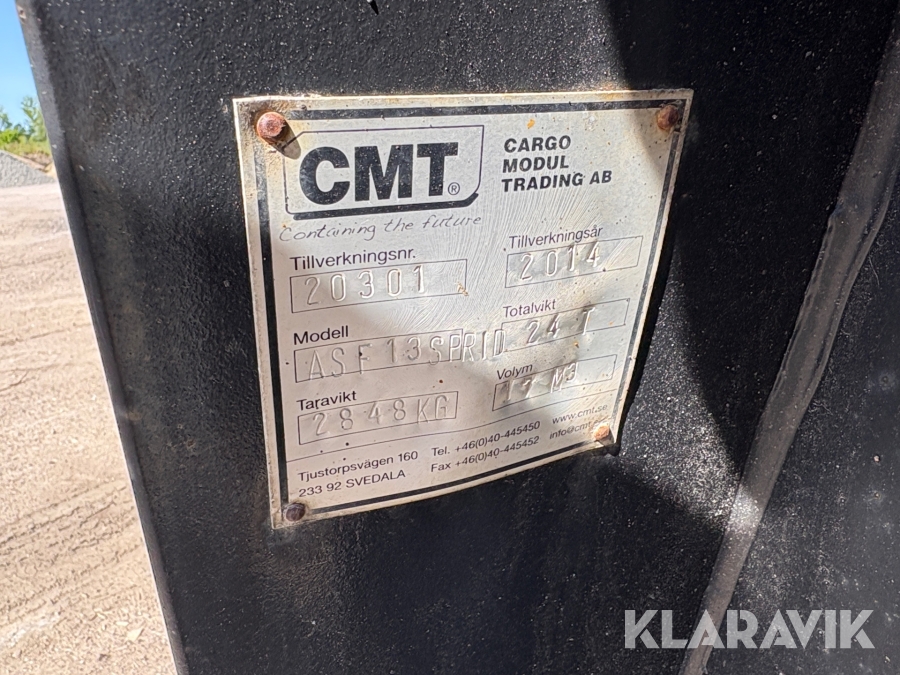 CMT®
CARGO
MODUL
TRADING AB
Containing the future
Tillverkningsnr.
20301
Tillverkningsår
2014
Modell
ASF 13SPRID
Totalvikt
24 T
Taravikt
2848KG
Volym
M3
Tjustorpsvägen 160
233 92 SVEDALA
Tel. +46(0)40-445450
Fax +46(0)40-445452
www.cmt.se
KLARAVIK